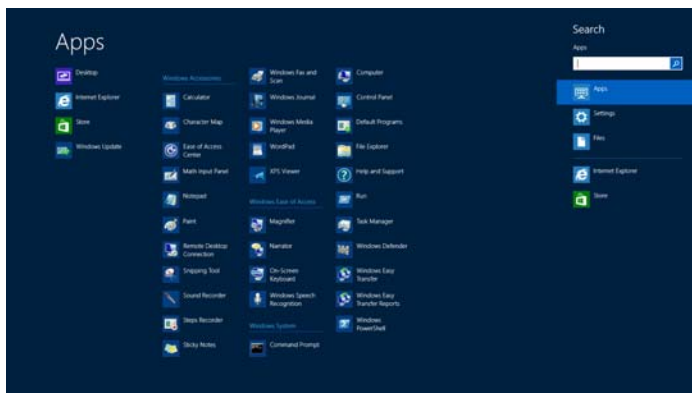 Apps
Desktop
Internet Explorer
Store
Windows Update
Windows Accessories
Calculator
Character Map
Ease of Access
Center
Math Input Panel
Notepad
Paint
Remote Desktop
Connection
Snipping Tool
Sound Recorder
Steps Recorder
Sticky Notes
Windows Fax and
Scan
Windows Journal
Windows Media
Player
WordPad
XPS Viewer
Windows Ease of Access
Magnifier
Narrator
On-Screen
Keyboard
Windows Speech
Recognition
Windows System
Command Prompt
Computer
Control Panel
Default Programs
File Explorer
Help and Support
Run
Task Manager
Windows Defender
Windows Easy
Transfer
Windows Easy
Transfer Reports
Windows
PowerShell
Search
Apps
Apps
Settings
Files
Internet Explorer
Store